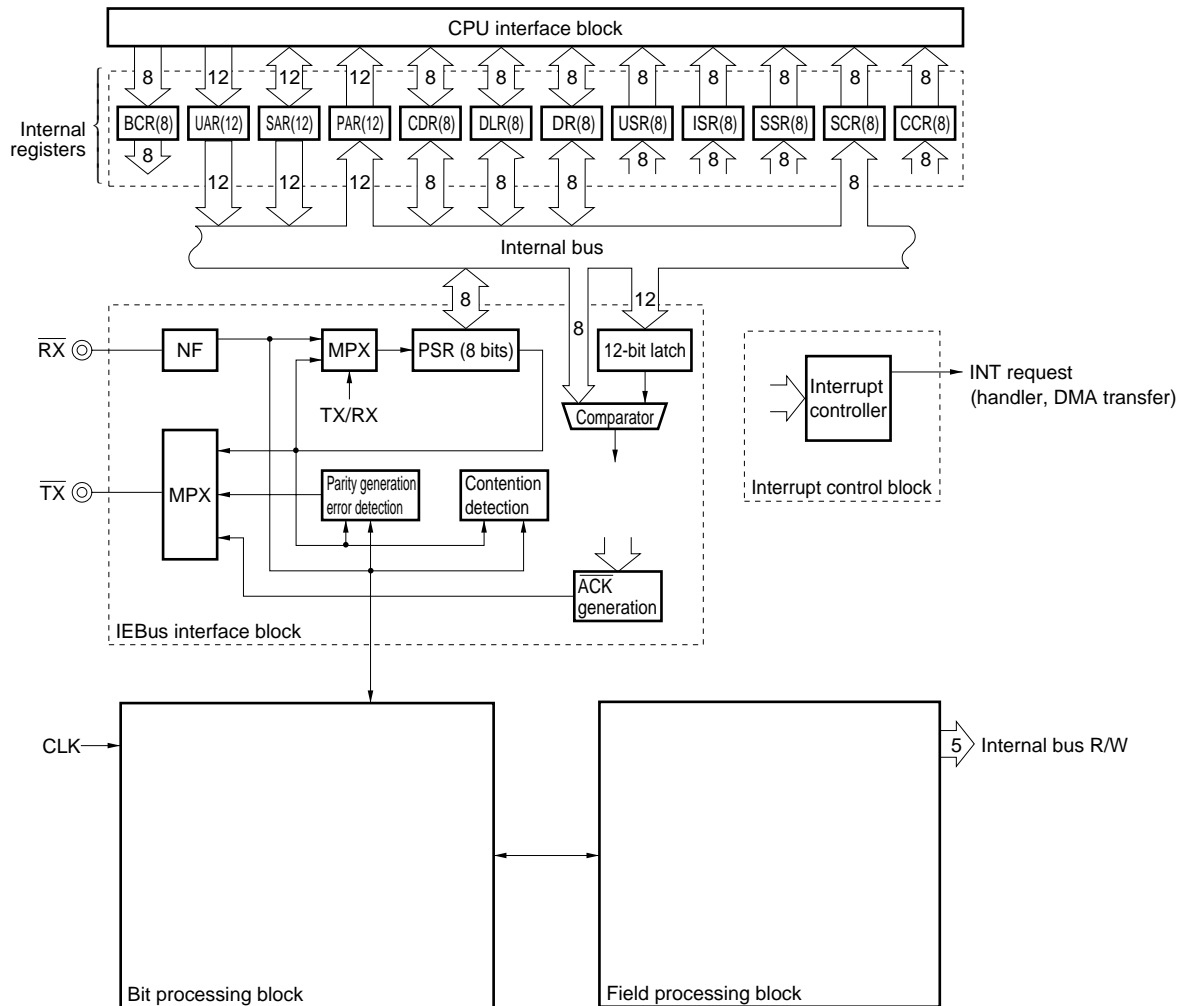 CPU interface block
8 12 12 12 8 8 8 8 8 8 8 8
Internal
registers
BCR(8) UAR(12) SAR(12) PAR(12) CDR(8) DLR(8) DR(8) USR(8) ISR(8) SSR(8) SCR(8) CCR(8)
8 12 12 12 8 8 8 8 8 8 8 8
Internal bus
8 8 12
RX
NF
MPX
PSR (8 bits)
12-bit latch
TX/RX
Comparator
Interrupt
controller
INT request
(handler, DMA transfer)
Interrupt control block
TX
MPX
Parity generation
error detection
Contention
detection
ACK
generation
IEBus interface block
CLK
5
Internal bus R/W
Bit processing block
Field processing block